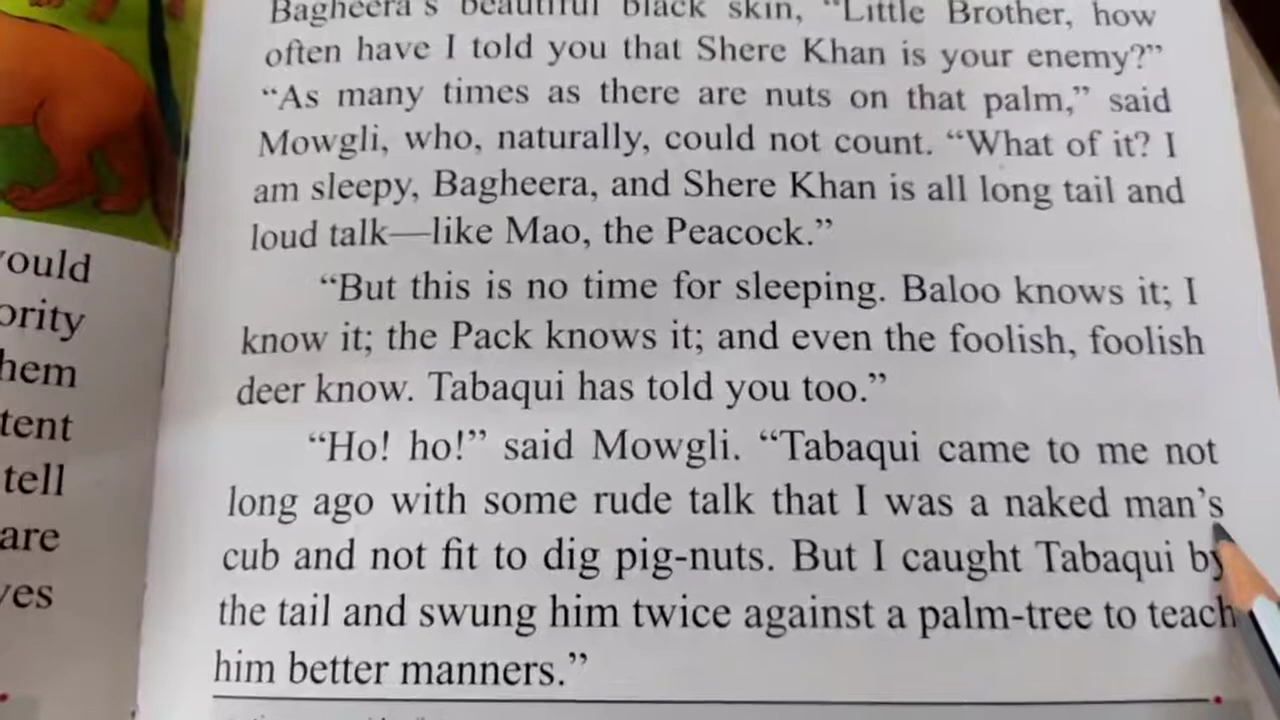 ould
ority
hem
tent
tell
are
es
Bagheera's beautiful black skin, “Little Brother, how
often have I told you that Shere Khan is your enemy?”
“As many times as there are nuts on that palm,” said
Mowgli, who, naturally, could not count. “What of it? I
am sleepy, Bagheera, and Shere Khan is all long tail and
loud talk—like Mao, the Peacock.”
“But this is no time for sleeping. Baloo knows it; I
know it; the Pack knows it; and even the foolish, foolish
deer know. Tabaqui has told you too.”
“Ho! ho!” said Mowgli. “Tabaqui came to me not
long ago with some rude talk that I was a naked man’s
cub and not fit to dig pig-nuts. But I caught Tabaqui by
the tail and swung him twice against a palm-tree to teach
him better manners.”